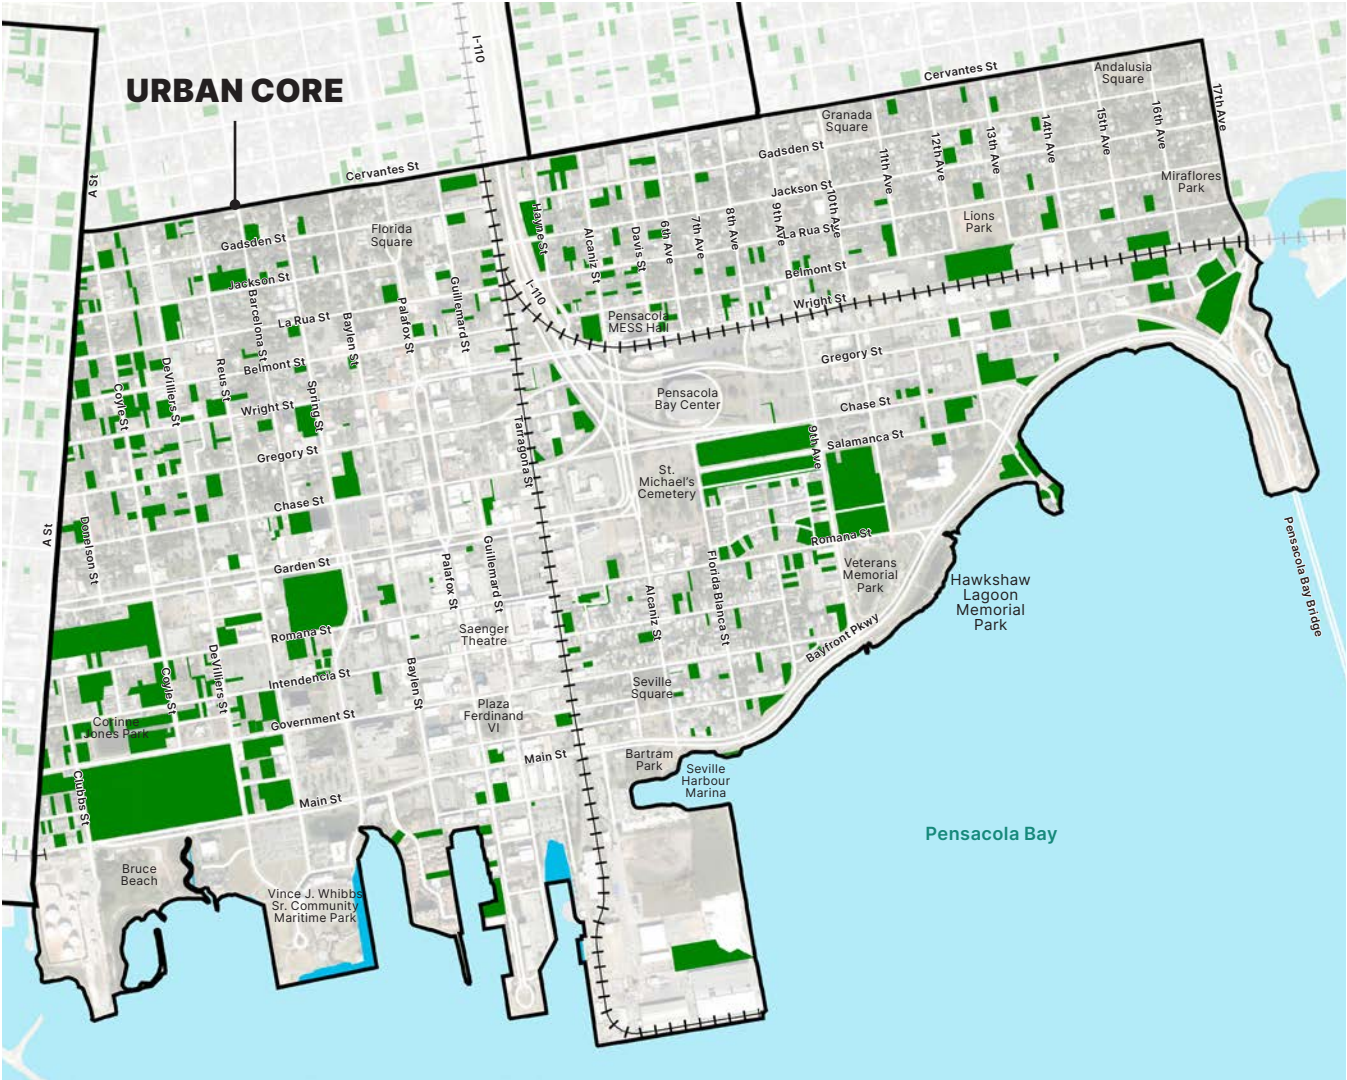 I-110
Cervantes St
Andalusia
Square
URBAN CORE
17th Ave
Granada
Square
16th Ave
15th Ave
14th Ave
13th Ave
12th Ave
11th Ave
Gadsden St
Cervantes St
A St
Jackson St
Miraflores
Park
10th Ave
9th Ave
8th Ave
7th Ave
6th Ave
Davis St
Alcaniz St
Hayne St
Lions
Park
La Rua St
Florida
Square
Gadsden St
Belmont St
Jackson St
I-110
Wright St
Barcelona St
La Rua St
Baylen St
Palafox St
Guillemard St
Pensacola
MESS Hall
Gregory St
DeVilliers St
Reus St
Belmont St
Coyle St
Spring St
Wright St
Pensacola
Bay Center
Chase St
9th Ave
Salamanca St
Tarragona St
Gregory St
St.
Michael's
Cemetery
Chase St
A St
Donelson St
Romana St
Pensacola Bay Bridge
Garden St
Palafox St
Guillemard St
Alcaniz St
Florida Blanca St
Veterans
Memorial
Park
Hawkshaw
Lagoon
Memorial
Park
Romana St
Saenger
Theatre
Bayfront Pkwy
Coyle St
DeVilliers St
Intendencia St
Baylen St
Seville
Square
Government St
Plaza
Ferdinand
VI
Corinne
Jones Park
Main St
Bartram
Park
Seville
Harbour
Marina
Clubbs St
Main St
Pensacola Bay
Bruce
Beach
Vince J. Whibbs
Sr. Community
Maritime Park